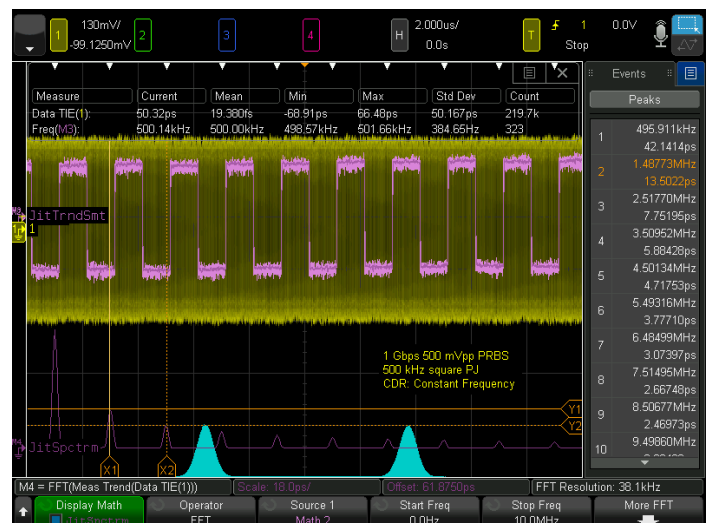 1 130mV/ 2 3 4 H 2.000us/ T 1 0.0V
-99.1250mV 0.0s Stop
Events
Peaks
Measure Current Mean Min Max Std Dev Count
Data TIE(1): 50.32ps 19.380fs -68.91ps 66.48ps 50.167ps 219.7k
Freq(M3): 500.14kHz 500.00kHz 498.57kHz 501.66kHz 384.65Hz 323
1 495.911kHz
42.1414ps
2 1.48773MHz
13.5022ps
3 2.51770MHz
7.75195ps
4 3.50952MHz
5.88428ps
5 4.50134MHz
4.71753ps
6 5.49316MHz
3.77710ps
7 6.48499MHz
3.07397ps
8 7.51495MHz
2.66748ps
9 8.50677MHz
2.46973ps
10 9.49860MHz
JitTrndSmt
1
1 Gbps 500 mVpp PRBS
500 kHz square PJ
CDR: Constant Frequency
Y1
Y2
JitSpctrm
X1 X2
M4 = FFT(Meas Trend(Data TIE(1))) Scale: 18.0ps/ Offset: 61.8750ps FFT Resolution: 38.1kHz
Display Math Operator Source 1 Start Freq Stop Freq More FFT
JitSpctrm FFT Math 2 0.0Hz 10.0MHz